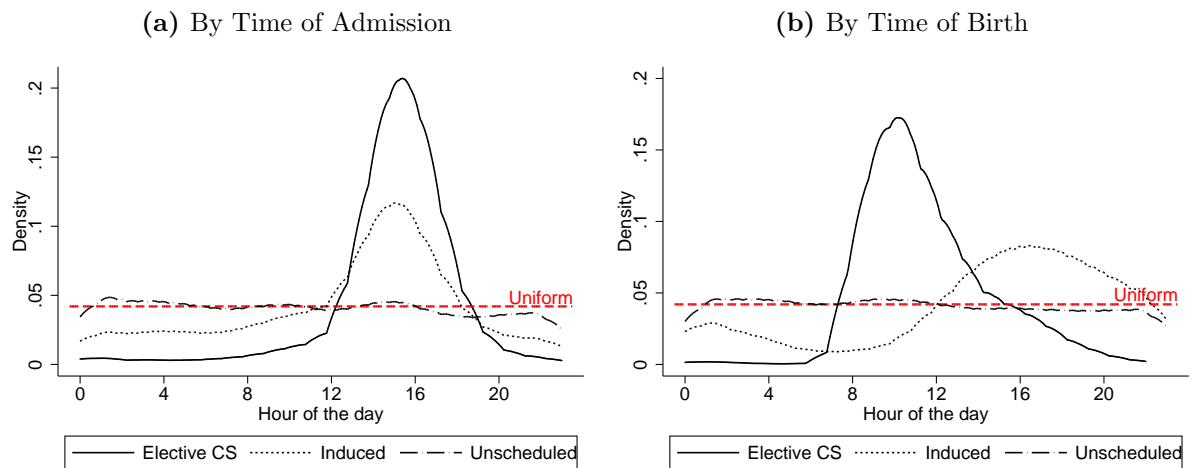 (a) By Time of Admission
.2
.15
.1
.05
0
Density
Uniform
0 4 8 12 16 20
Hour of the day
Elective CS Induced Unscheduled
(b) By Time of Birth
.2
.15
.1
.05
0
Density
Uniform
0 4 8 12 16 20
Hour of the day
Elective CS Induced Unscheduled